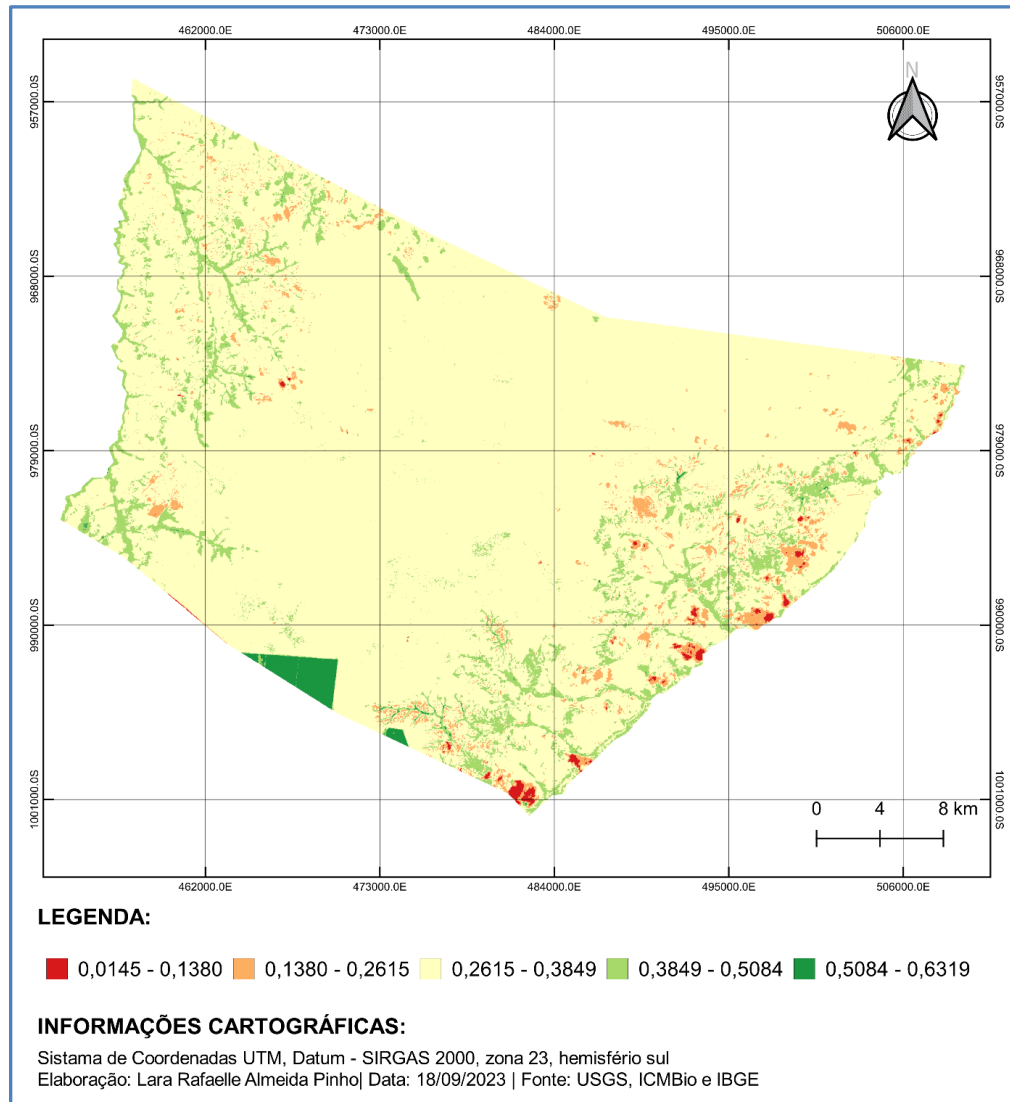 462000.0E 473000.0E 484000.0E 495000.0E 506000.0E
N
957000.0S 957000.0S
968000.0S 968000.0S
979000.0S 979000.0S
990000.0S 990000.0S
1001000.0S 1001000.0S
0 4 8 km
462000.0E 473000.0E 484000.0E 495000.0E 506000.0E
LEGENDA:
0,0145 - 0,1380 0,1380 - 0,2615 0,2615 - 0,3849 0,3849 - 0,5084 0,5084 - 0,6319
INFORMAÇÕES CARTOGRÁFICAS:
Sistama de Coordenadas UTM, Datum - SIRGAS 2000, zona 23, hemisfério sul
Elaboração: Lara Rafaelle Almeida Pinho| Data: 18/09/2023 | Fonte: USGS, ICMBio e IBGE